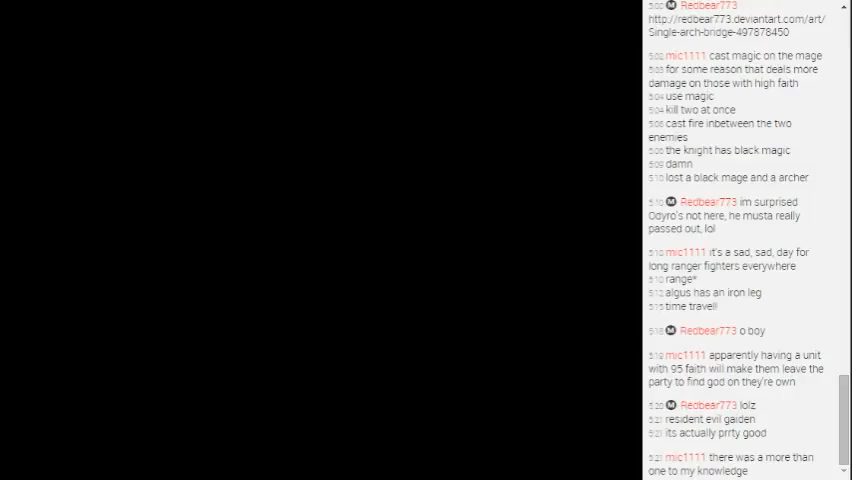 5:00 M Redbear773
http://redbear773.deviantart.com/art/
Single-arch-bridge-497878450
5:02 mic1111 cast magic on the mage
5:03 for some reason that deals more
damage on those with high faith
5:04 use magic
5:04 kill two at once
5:06 cast fire inbetween the two
enemies
5:06 the knight has black magic
5:09 damn
5:10 lost a black mage and a archer
5:10 M Redbear773 im surprised
Odyro's not here, he musta really
passed out, lol
5:10 mic1111 it's a sad, sad, day for
long ranger fighters everywhere
5:10 range*
5:12 algus has an iron leg
5:15 time travel!
5:18 M Redbear773 o boy
5:19 mic1111 apparently having a unit
with 95 faith will make them leave the
party to find god on they're own
5:20 M Redbear773 lolz
5:21 resident evil gaiden
5:21 its actually prrty good
5:21 mic1111 there was a more than
one to my knowledge